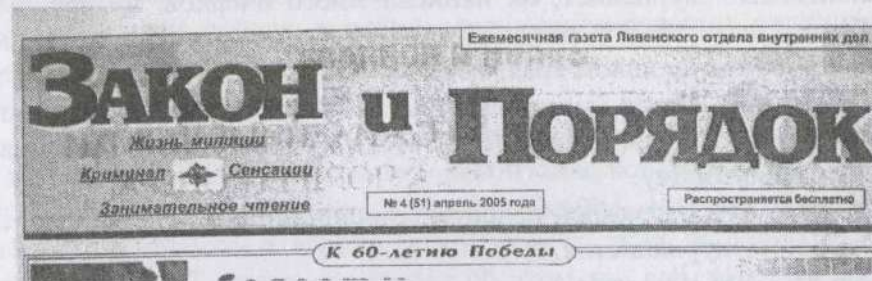 Ежемесячная газета Ливенского отдела внутренних дел
ЗАКОН и ПОРЯДОК
Жизнь милиции
Криминал Сенсации
Занимательное чтение
№ 4 (51) апрель 2005 года
Распространяется бесплатно
К 60-летию Победы